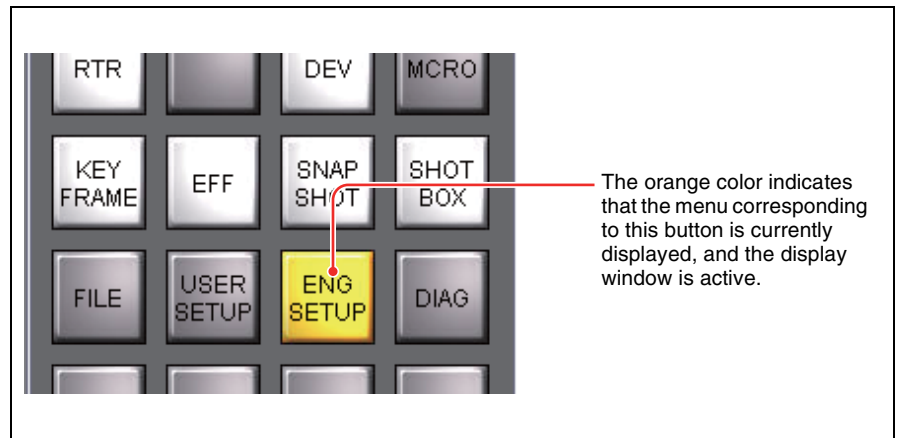 RTR
DEV
MCRO
KEY
FRAME
EFF
SNAP
SHOT
SHOT
BOX
FILE
USER
SETUP
ENG
SETUP
DIAG
The orange color indicates
that the menu corresponding
to this button is currently
displayed, and the display
window is active.